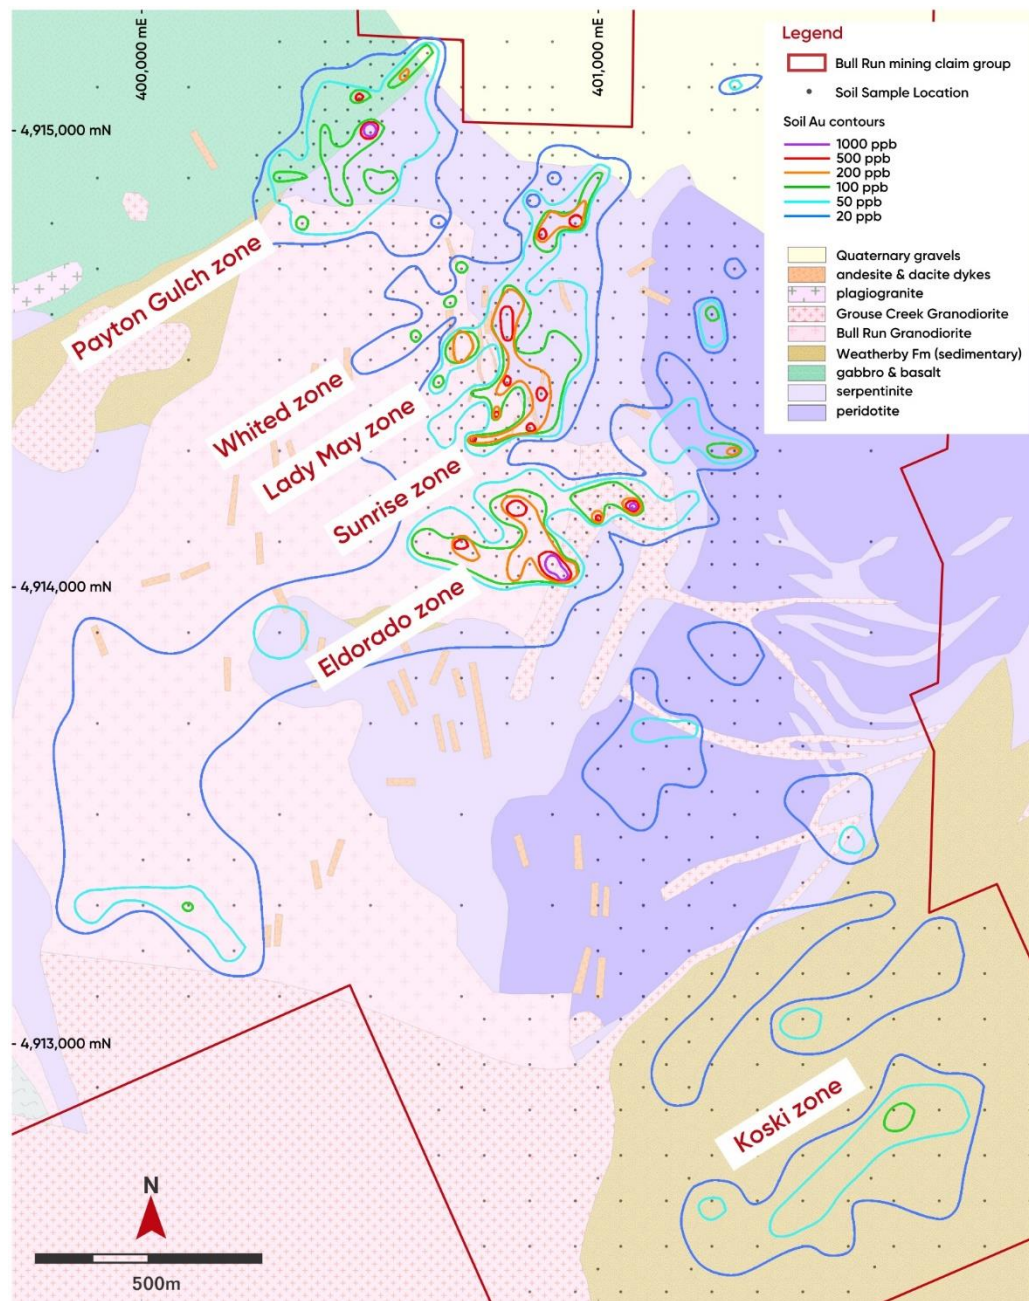 400,000 mE
401,000 mE
4,915,000 mN
4,914,000 mN
4,913,000 mN
Legend
Bull Run mining claim group
Soil Sample Location
Soil Au contours
1000 ppb
500 ppb
200 ppb
100 ppb
50 ppb
20 ppb
Quaternary gravels
andesite & dacite dykes
plagiogranite
Grouse Creek Granodiorite
Bull Run Granodiorite
Weatherby Fm (sedimentary)
gabbro & basalt
serpentinite
peridotite
Payton Gulch zone
Whited zone
Lady May zone
Sunrise zone
Eldorado zone
Koski zone
N
500m